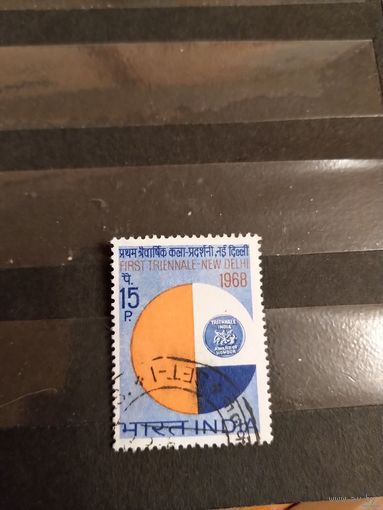 प्रथम त्रैवार्षिक कला-प्रदर्शनी, नई दिल्ली
FIRST TRIENNALE-NEW DELHI
1968
पै.
15
P.
TRIENNALE
INDIA
भारत INDIA